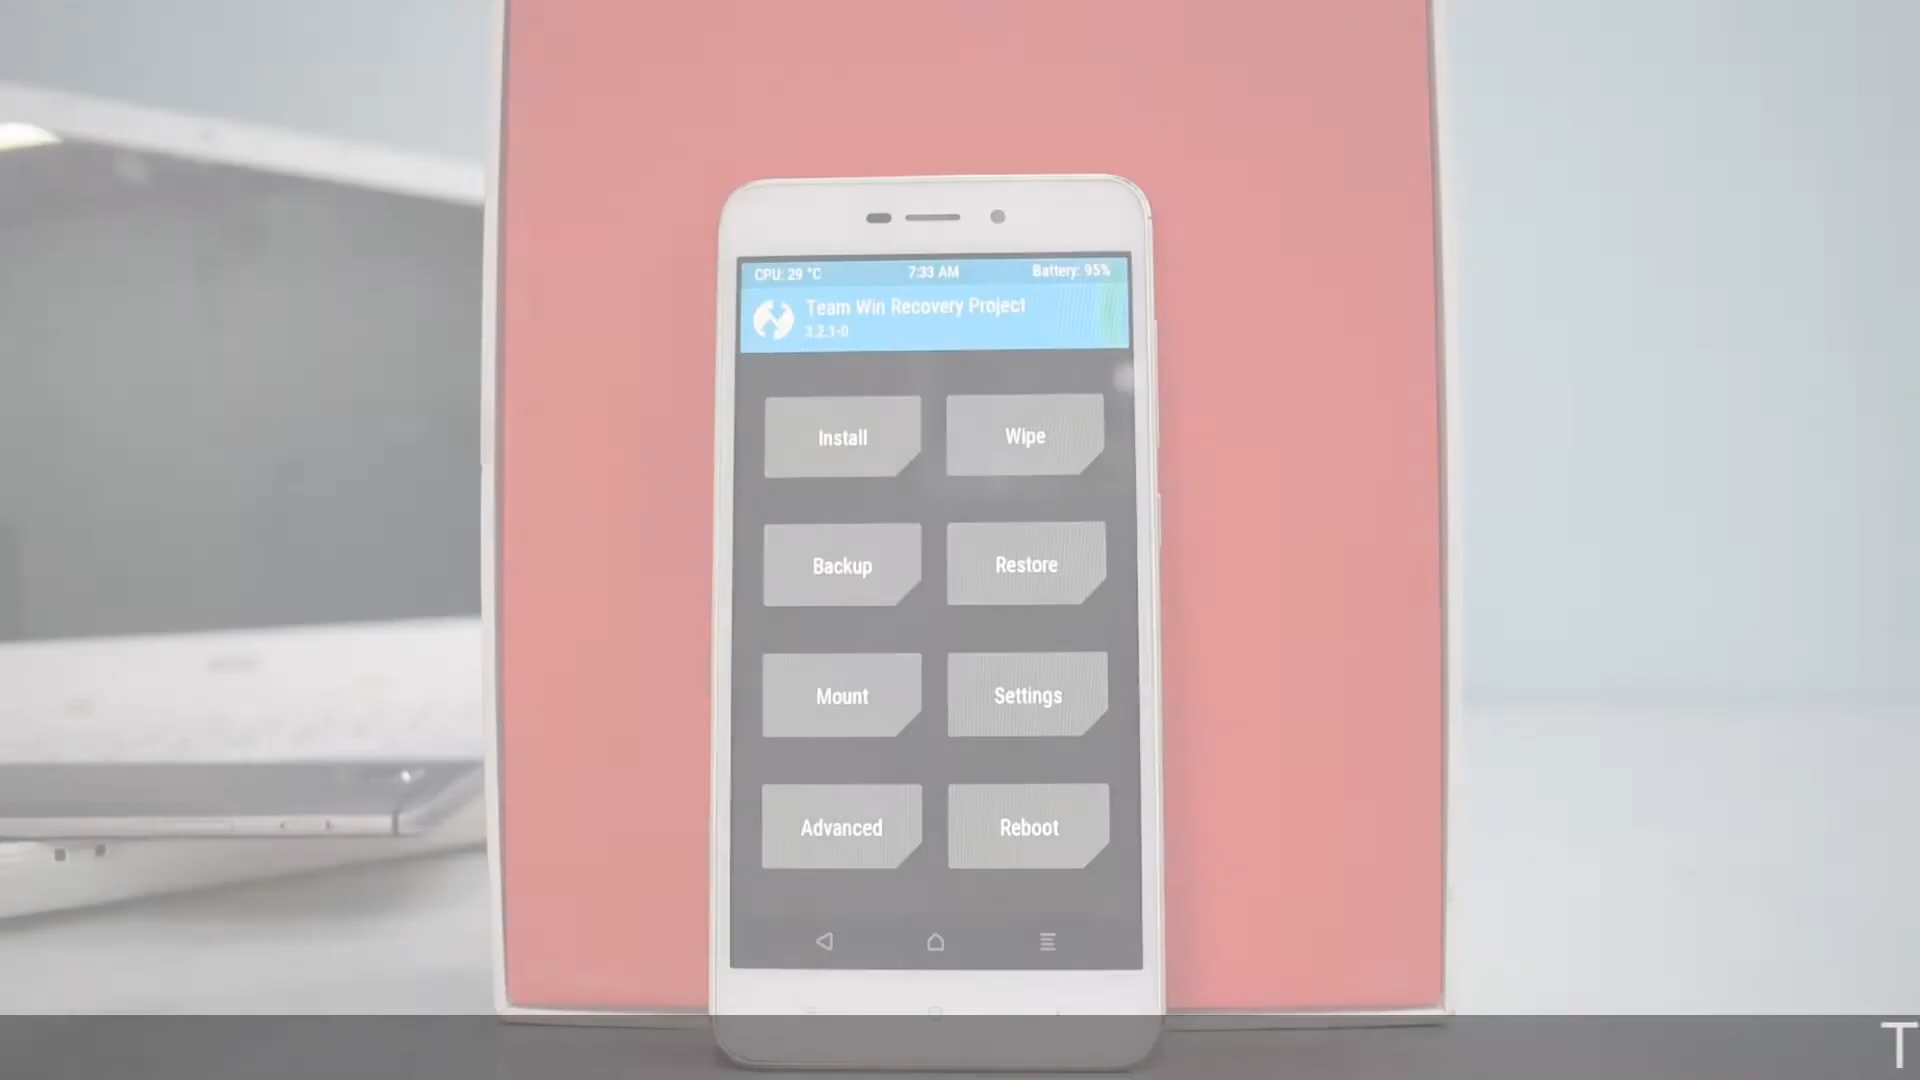 CPU: 29 °C 7:33 AM Battery: 95%
Team Win Recovery Project
3.2.1-0
Install Wipe
Backup Restore
Mount Settings
Advanced Reboot
T